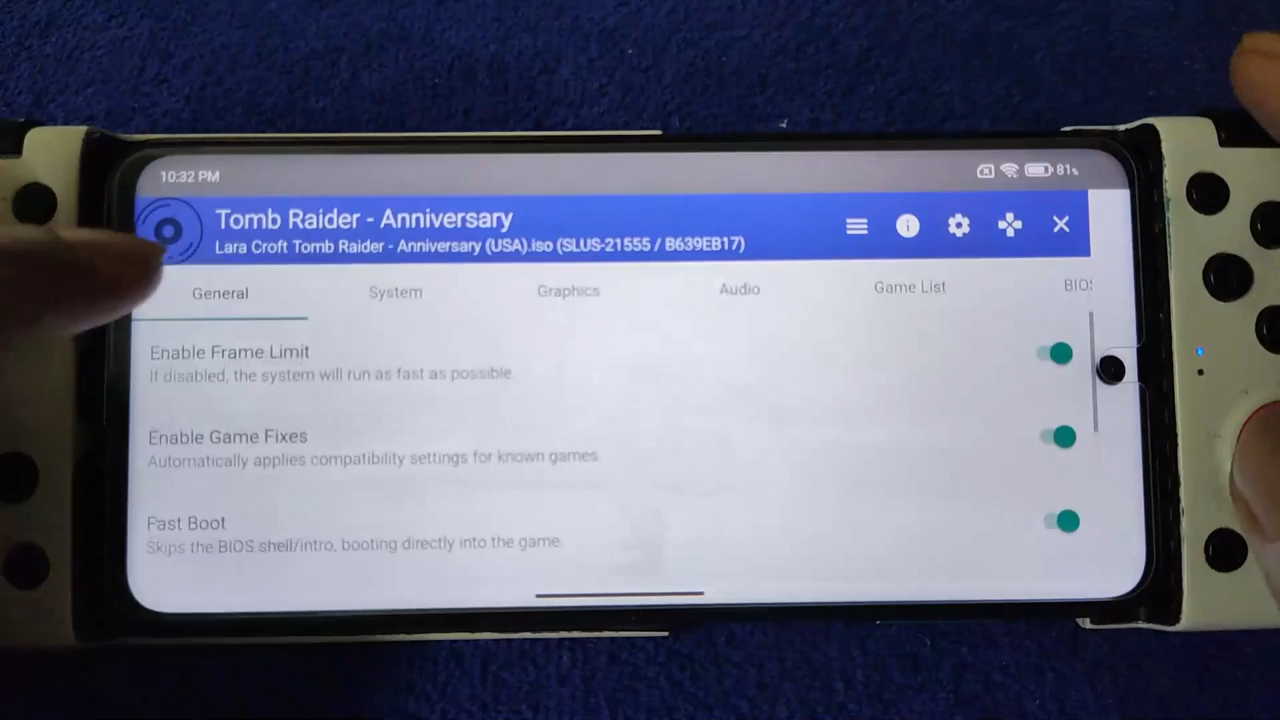 10:32 PM
81%
Tomb Raider - Anniversary
Lara Croft Tomb Raider - Anniversary (USA).iso (SLUS-21555 / B639EB17)
General System Graphics Audio Game List BIOS
Enable Frame Limit
If disabled, the system will run as fast as possible.
Enable Game Fixes
Automatically applies compatibility settings for known games.
Fast Boot
Skips the BIOS shell/intro, booting directly into the game.